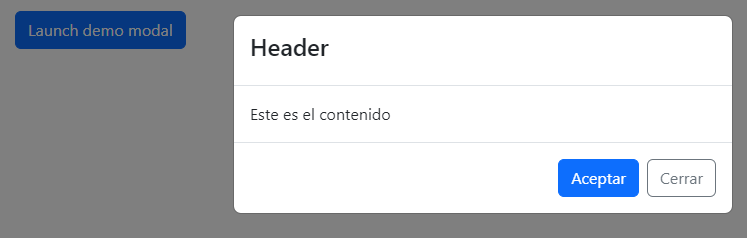 Launch demo modal
Header
Este es el contenido
Aceptar
Cerrar